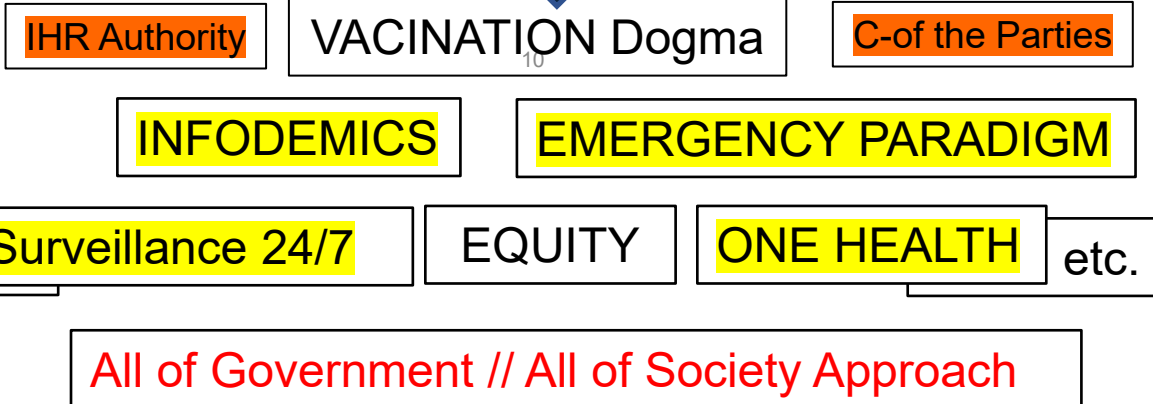 IHR Authority
VACINATION Dogma
C-of the Parties
10
INFODEMICS
EMERGENCY PARADIGM
Surveillance 24/7
EQUITY
ONE HEALTH
etc.
All of Government // All of Society Approach